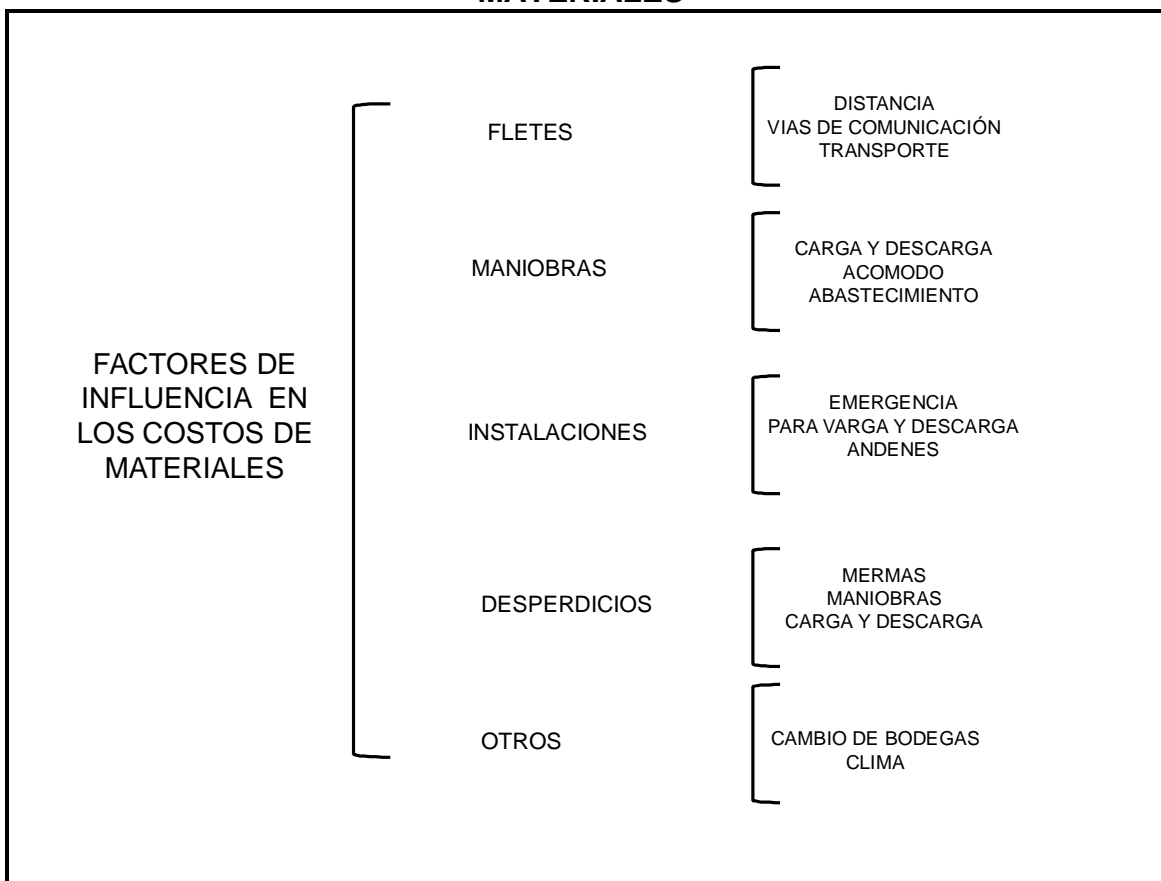 MATERIALES
FACTORES DE
INFLUENCIA EN
LOS COSTOS DE
MATERIALES
FLETES
DISTANCIA
VIAS DE COMUNICACIÓN
TRANSPORTE
MANIOBRAS
CARGA Y DESCARGA
ACOMODO
ABASTECIMIENTO
INSTALACIONES
EMERGENCIA
PARA VARGA Y DESCARGA
ANDENES
DESPERDICIOS
MERMAS
MANIOBRAS
CARGA Y DESCARGA
OTROS
CAMBIO DE BODEGAS
CLIMA